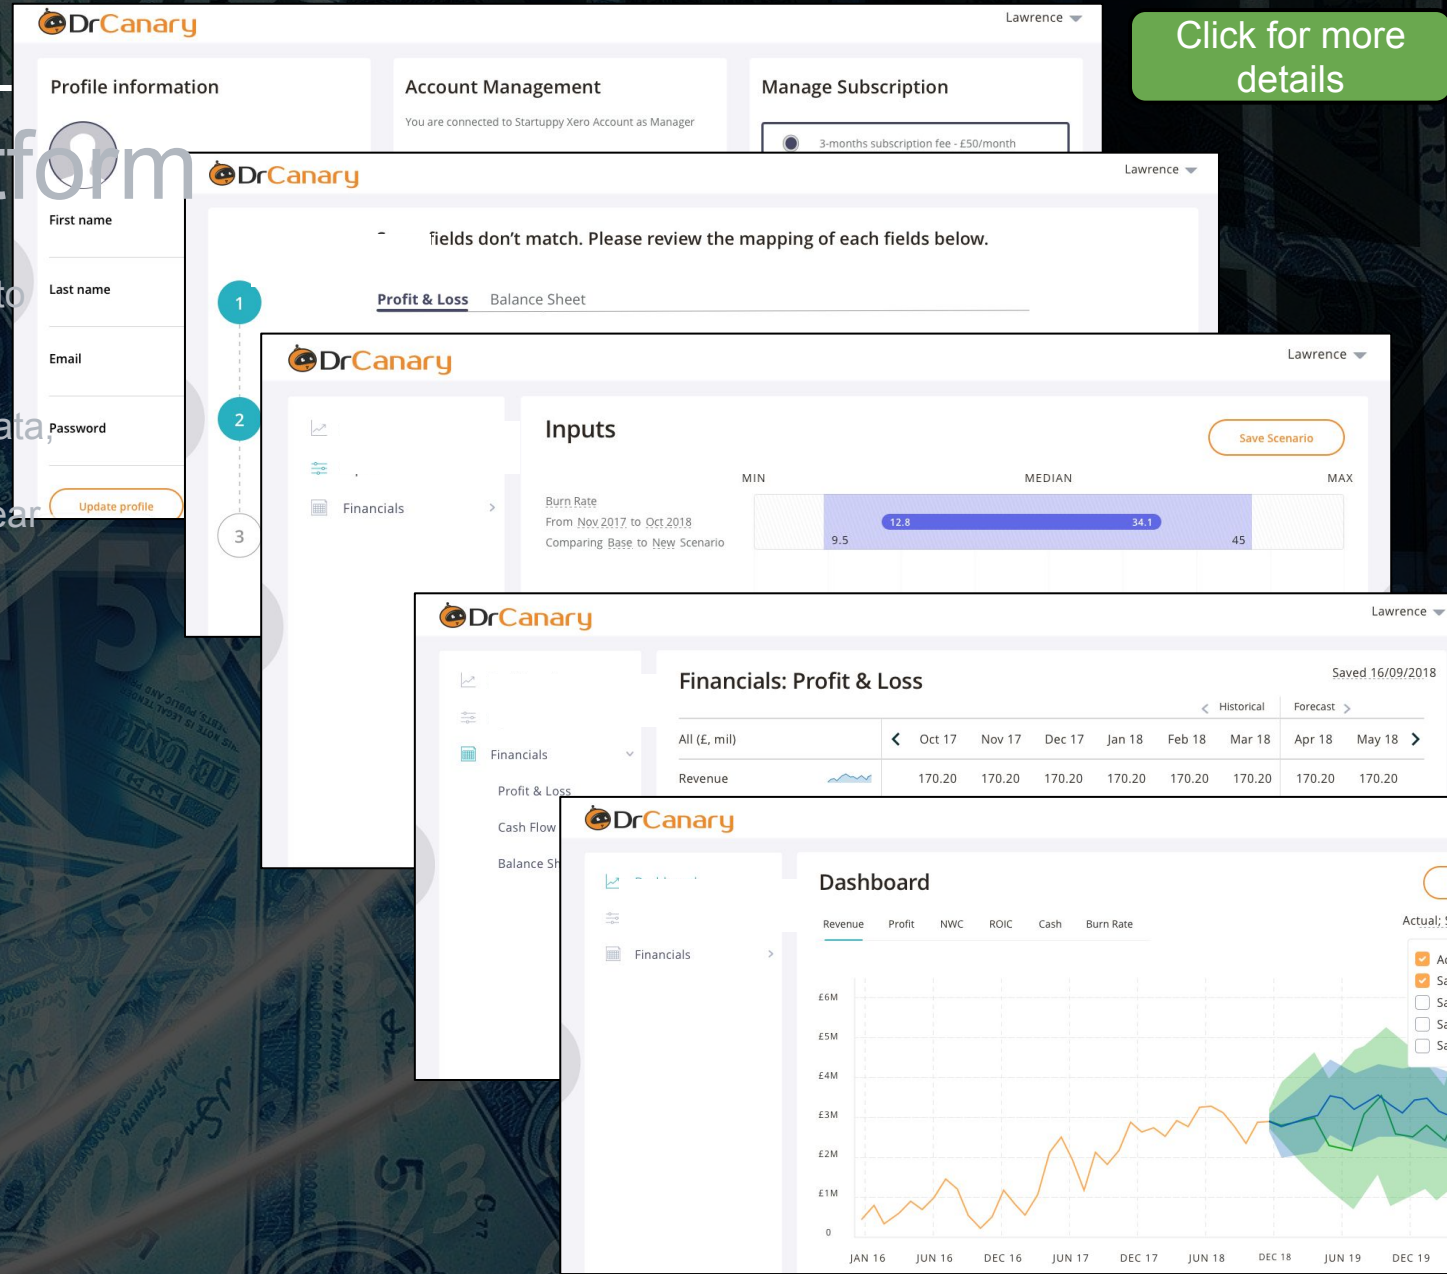 DrCanary
Lawrence
Click for more
details
Profile information
Account Management
Manage Subscription
You are connected to Startuppy Xero Account as Manager
3-months subscription fee - £50/month
tform
First name
Last name
to
Email
Password
ata,
Update profile
ear
DrCanary
Lawrence
fields don't match. Please review the mapping of each fields below.
1
Profit & Loss Balance Sheet
2
3
DrCanary
Lawrence
Inputs
Save Scenario
MIN MEDIAN MAX
Financials
Burn Rate
From Nov 2017 to Oct 2018
Comparing Base to New Scenario
12.8 34.1
9.5 45
DrCanary
Lawrence
Financials: Profit & Loss
Saved 16/09/2018
< Historical Forecast >
Financials
Profit & Loss
Cash Flow
Balance Sh
All (£, mil) Oct 17 Nov 17 Dec 17 Jan 18 Feb 18 Mar 18 Apr 18 May 18
Revenue 170.20 170.20 170.20 170.20 170.20 170.20 170.20 170.20
DrCanary
Dashboard
Financials
Revenue Profit NWC ROIC Cash Burn Rate
Actual;
£6M
£5M
£4M
£3M
£2M
£1M
0
JAN 16 JUN 16 DEC 16 JUN 17 DEC 17 JUN 18 DEC 18 JUN 19 DEC 19